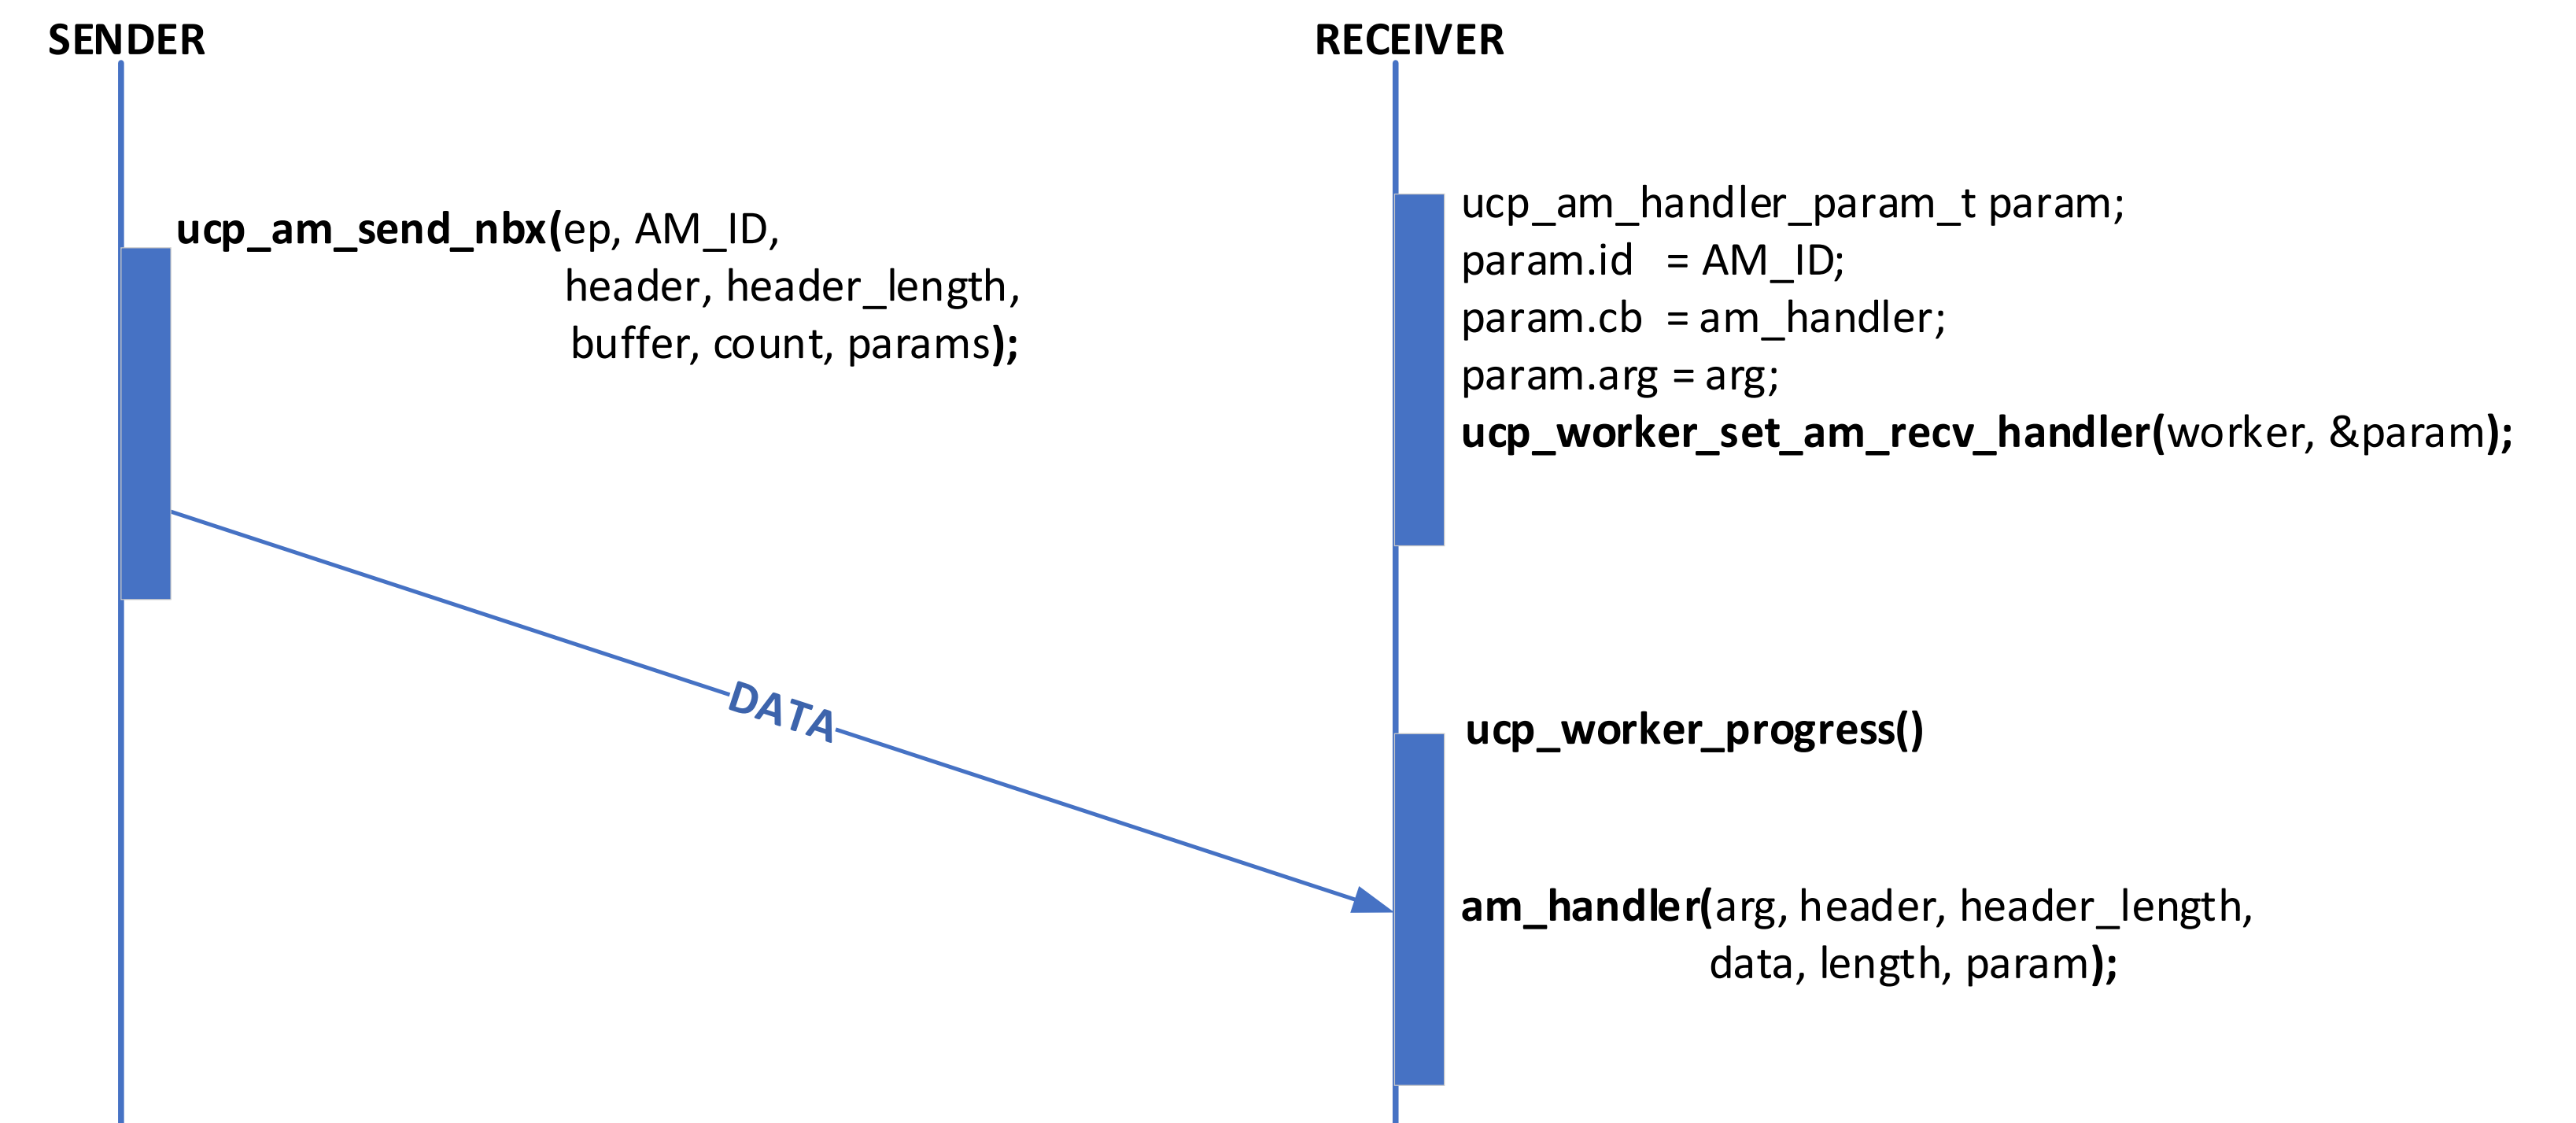 SENDER
RECEIVER
ucp_am_send_nbx(ep, AM_ID,
header, header_length,
buffer, count, params);
ucp_am_handler_param_t param;
param.id = AM_ID;
param.cb = am_handler;
param.arg = arg;
ucp_worker_set_am_recv_handler(worker, &param);
DATA
ucp_worker_progress()
am_handler(arg, header, header_length,
data, length, param);